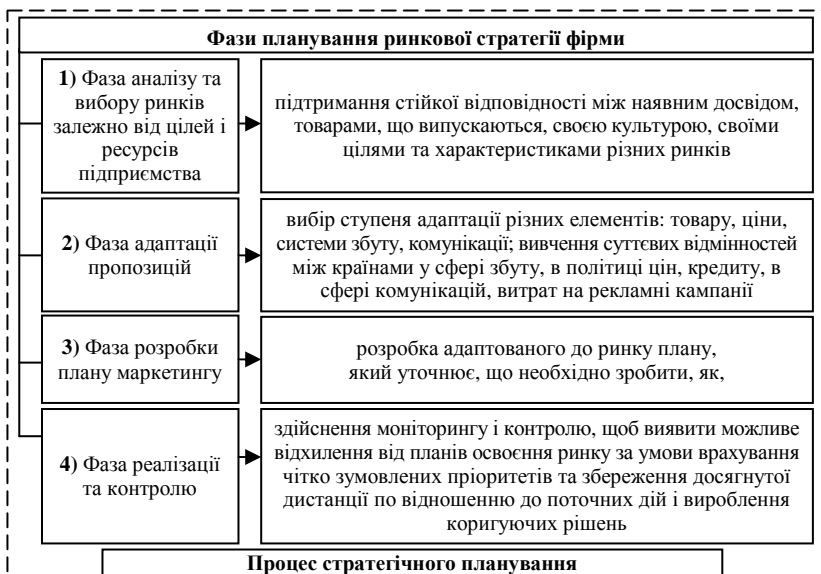 Фази планування ринкової стратегії фірми
1) Фаза аналізу та
вибору ринків
залежно від цілей і
ресурсів
підприємства
підтримання стійкої відповідності між наявним досвідом,
товарами, що випускаються, своєю культурою, своїми
цілями та характеристиками різних ринків
2) Фаза адаптації
пропозицій
вибір ступеня адаптації різних елементів: товару, ціни,
системи збуту, комунікації; вивчення суттєвих відмінностей
між країнами у сфері збуту, в політиці цін, кредиту, в
сфері комунікацій, витрат на рекламні кампанії
3) Фаза розробки
плану маркетингу
розробка адаптованого до ринку плану,
який уточнює, що необхідно зробити, як,
4) Фаза реалізації
та контролю
здійснення моніторингу і контролю, щоб виявити можливе
відхилення від планів освоєння ринку за умови врахування
чітко зумовлених пріоритетів та збереження досягнутої
дистанції по відношенню до поточних дій і вироблення
коригуючих рішень
Процес стратегічного планування